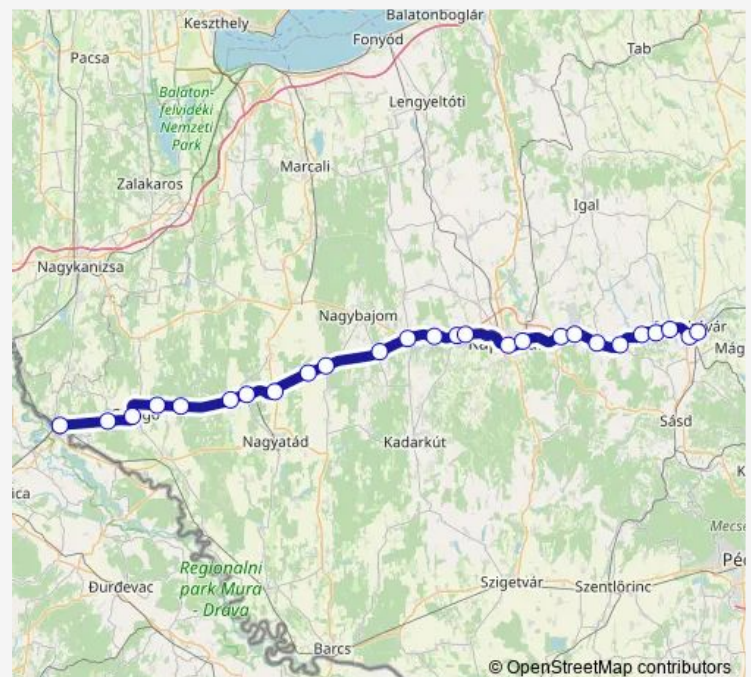 Balatonboglár
Keszthely
Fonyód
Tab
Pacsa
Balaton-
felvidéki
Nemzeti
Park
Lengyeltóti
Marcali
Zalakaros
Igal
Nagykanizsa
Nagybajom
vár
Mág
Sásd
Nagyatád
Kadarkút
K
ica
Mecse
Regionalni
park Mura
- Drava
Đurđevac
Szigetvár
Szentlőrinc
Péc
Barcs
© OpenStreetMap contributors